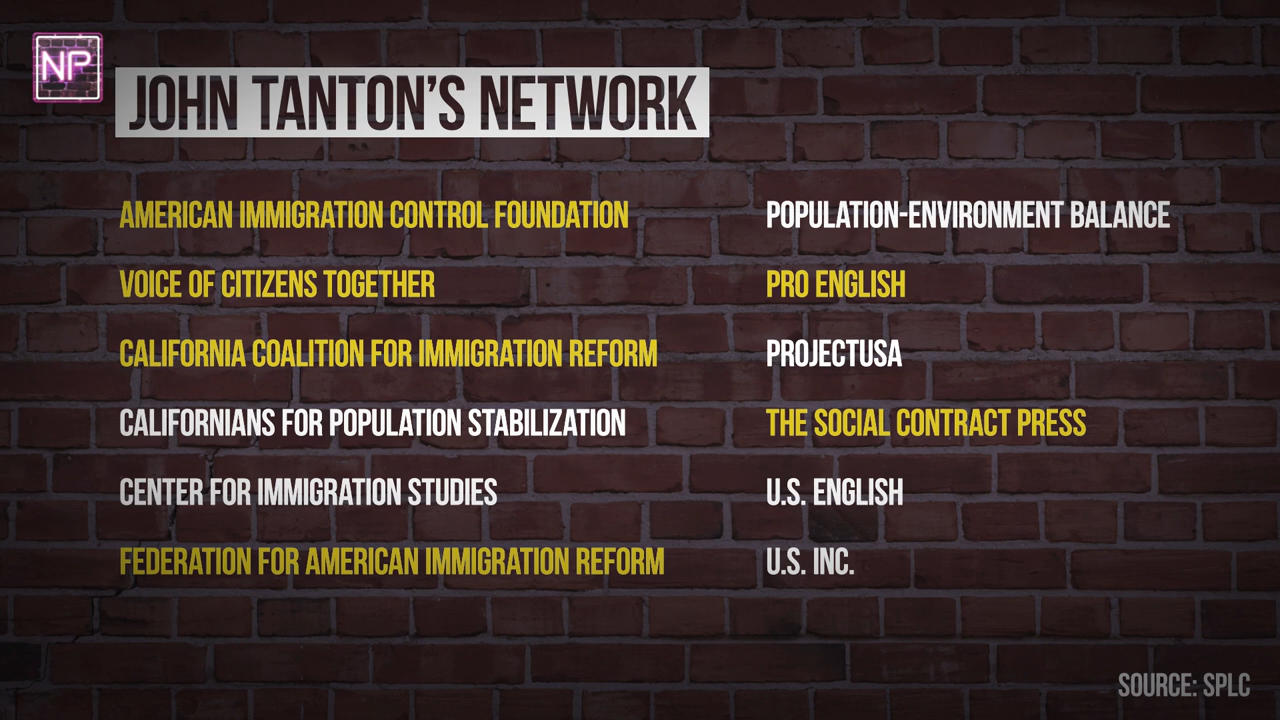 NP
JOHN TANTON'S NETWORK
AMERICAN IMMIGRATION CONTROL FOUNDATION
VOICE OF CITIZENS TOGETHER
CALIFORNIA COALITION FOR IMMIGRATION REFORM
CALIFORNIANS FOR POPULATION STABILIZATION
CENTER FOR IMMIGRATION STUDIES
FEDERATION FOR AMERICAN IMMIGRATION REFORM
POPULATION-ENVIRONMENT BALANCE
PRO ENGLISH
PROJECTUSA
THE SOCIAL CONTRACT PRESS
U.S. ENGLISH
U.S. INC.
SOURCE: SPLC